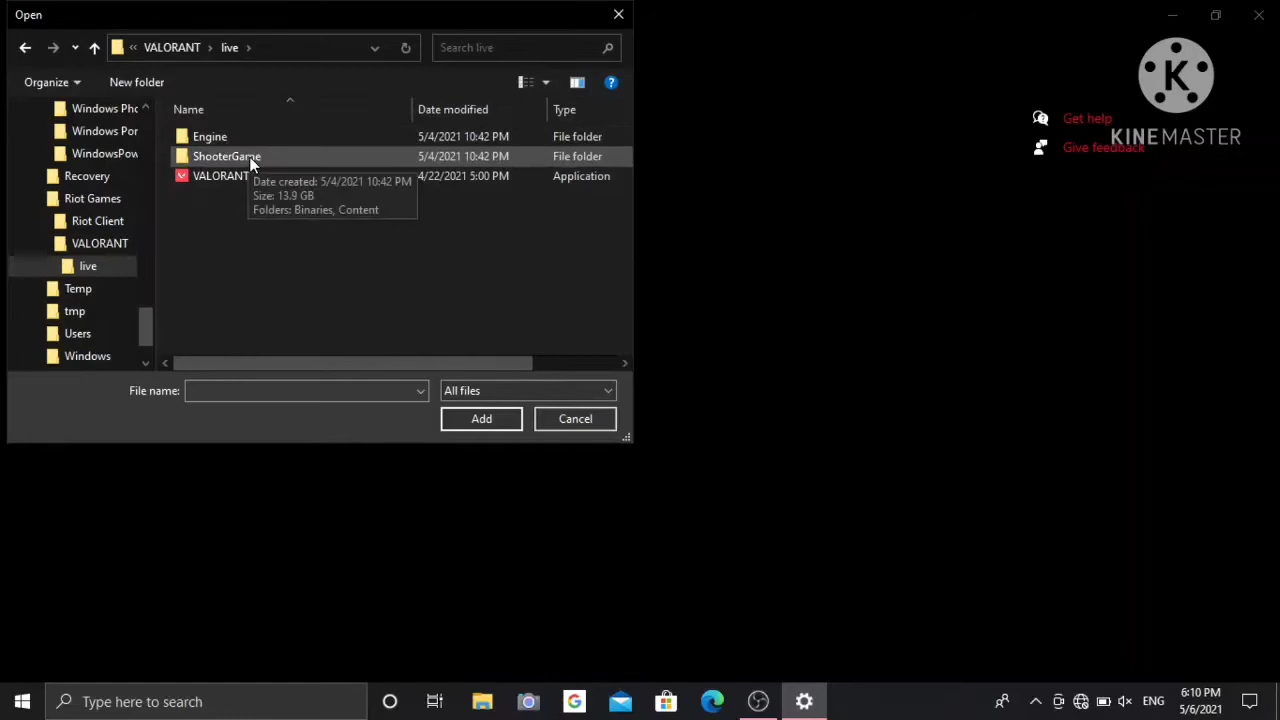 Open
VALORANT
live
Search live
Organize
New folder
Name
Date modified
Type
Windows Phc
Windows Por
WindowsPow
Recovery
Riot Games
Riot Client
VALORANT
live
Temp
tmp
Users
Windows
Engine
5/4/2021 10:42 PM
File folder
ShooterGame
5/4/2021 10:42 PM
File folder
VALORANT
4/22/2021 5:00 PM
Application
Date created: 5/4/2021 10:42 PM
Size: 13.9 GB
Folders: Binaries, Content
File name:
All files
Add
Cancel
K
KINEMASTER
Get help
Give feedback
Type here to search
ENG
6:10 PM
5/6/2021